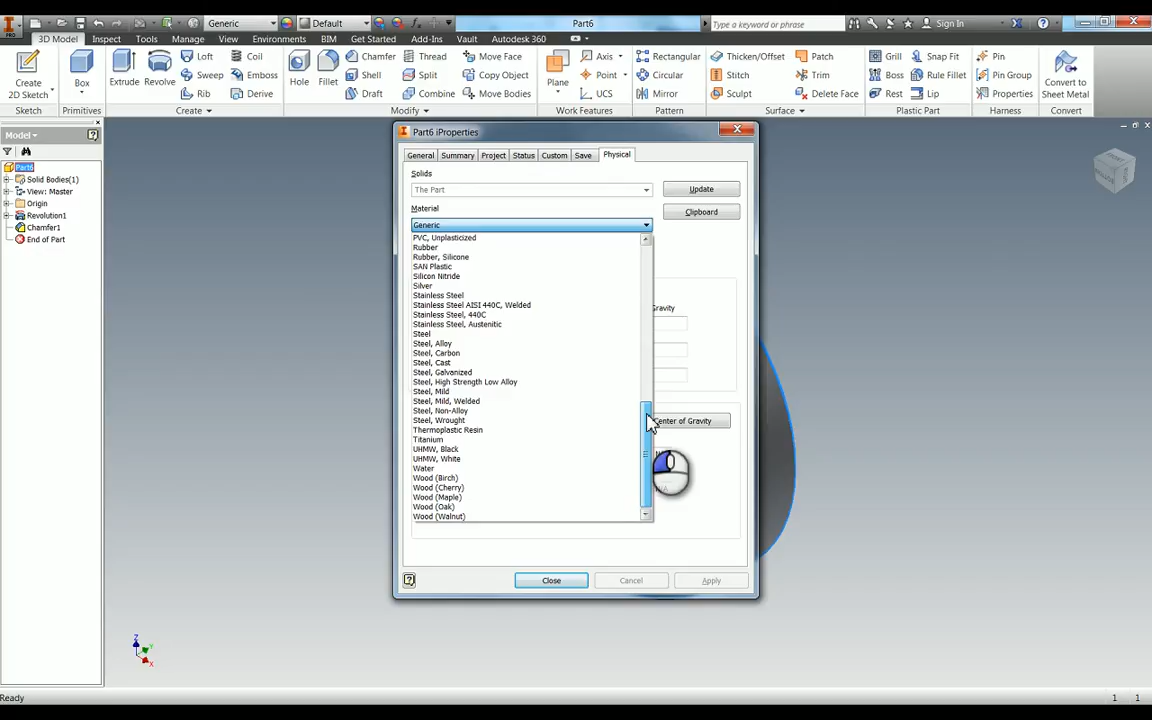 Generic
Default
Part6
Type a keyword or phrase
Sign In
PRO
3D Model
Inspect
Tools
Manage
View
Environments
BIM
Get Started
Add-Ins
Vault
Autodesk 360
Create
2D Sketch
Box
Extrude
Revolve
Loft
Sweep
Rib
Coil
Emboss
Derive
Hole
Fillet
Chamfer
Shell
Draft
Thread
Split
Combine
Move Face
Copy Object
Move Bodies
Plane
Axis
Point
UCS
Rectangular
Circular
Mirror
Thicken/Offset
Stitch
Sculpt
Patch
Trim
Delete Face
Grill
Boss
Rest
Snap Fit
Rule Fillet
Lip
Pin
Pin Group
Properties
Convert to
Sheet Metal
Sketch
Primitives
Create
Modify
Work Features
Pattern
Surface
Plastic Part
Harness
Convert
Model
Part6
Solid Bodies(1)
View: Master
Origin
Revolution1
Chamfer1
End of Part
Part6 iProperties
General
Summary
Project
Status
Custom
Save
Physical
Solids
The Part
Update
Material
Clipboard
Generic
PVC, Unplasticized
Rubber
Rubber, Silicone
SAN Plastic
Silicon Nitride
Silver
Stainless Steel
Stainless Steel AISI 440C, Welded
Stainless Steel, 440C
Stainless Steel, Austenitic
Steel
Steel, Alloy
Steel, Carbon
Steel, Cast
Steel, Galvanized
Steel, High Strength Low Alloy
Steel, Mild
Steel, Mild, Welded
Steel, Non-Alloy
Steel, Wrought
Thermoplastic Resin
Titanium
UHMW, Black
UHMW, White
Water
Wood (Birch)
Wood (Cherry)
Wood (Maple)
Wood (Oak)
Wood (Walnut)
Gravity
Center of Gravity
Close
Cancel
Apply
Z
Y
X
Ready
1
1